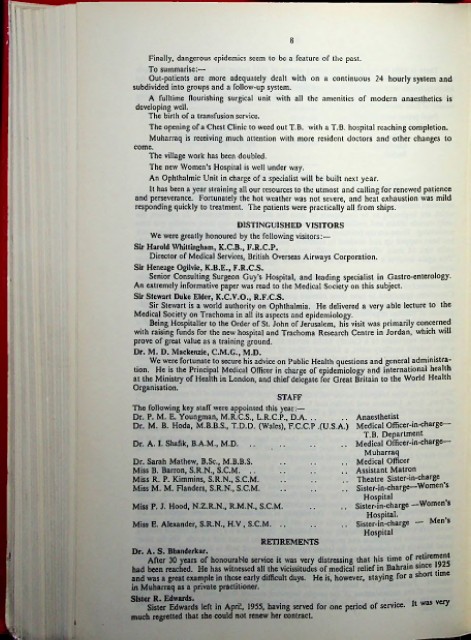 8
Finally, dangerous epidemics seem to be a feature of the past.
To summarise:—
Out-patients are more adequately dealt with on a continuous 24 hourly system and
subdivided into groups and a follow-up system.
A fulltime flourishing surgical unit with all the amenities of modern anaesthetics is
developing well.
The birth of a transfusion service.
The opening of a Chest Clinic to weed out T.B. with a T.B. hospital reaching completion.
Muharraq is receiving much attention with more resident doctors and other changes to
come.
The village work has been doubled.
The new Women's Hospital is well under way.
An Ophthalmic Unit in charge of a specialist will be built next year.
It has been a year straining all our resources to the utmost and calling for renewed patience
and perseverance. Fortunately the hot weather was not severe, and heat exhaustion was mild
responding quickly to treatment. The patients were practically all from ships.
DISTINGUISHED VISITORS
We were greatly honoured by the following visitors:—
Sir Harold Whittingham, K.C.B., F.R.C.P.
Director of Medical Services, British Overseas Airways Corporation.
Sir Heneage Ogilvie, K.B.E., F.R.C.S.
Senior Consulting Surgeon Guy's Hospital, and leading specialist in Gastro-enterology.
An extremely informative paper was read to the Medical Society on this subject.
Sir Stewart Duke Elder, K.C.V.O., R.F.C.S.
Sir Stewart is a world authority on Ophthalmia. He delivered a very able lecture to the
Medical Society on Trachoma in all its aspects and epidemiology.
Being Hospitaller to the Order of St. John of Jerusalem, his visit was primarily concerned
with raising funds for the new hospital and Trachoma Research Centre in Jordan, which will
prove of great value as a training ground.
Dr. M. D. Mackenzie, C.M.G., M.D.
We were fortunate to secure his advice on Public Health questions and general administra-
tion. He is the Principal Medical Officer in charge of epidemiology and international health
at the Ministry of Health in London, and chief delegate for Great Britain to the World Health
Organisation.
STAFF
The following key staff were appointed this year:—
Dr. P. M. E. Youngman, M.R.C.S., L.R.C.P., D.A. .. .. .. Anaesthetist
Dr. M. B. Hoda, M.B.B.S., T.D.D. (Wales), F.C.C.P .(U.S.A.) Medical Officer-in-charge—
T.B. Department
Dr. A. I. Shafik, B.A.M., M.D. .. .. .. .. Medical Officer-in-charge—
Muharraq
Dr. Sarah Mathew, B.Sc., M.B.B.S. .. .. .. Medical Officer
Miss B. Barron, S.R.N., S.C.M. .. .. .. .. Assistant Matron
Miss R. P. Kimmins, S.R.N., S.C.M. .. .. .. Theatre Sister-in-charge
Miss M. M. Flanders, S.R.N., S.C.M. .. .. .. Sister-in-charge—Women's
Hospital
Miss P. J. Hood, N.Z.R.N., R.M.N., S.C.M. .. .. Sister-in-charge —Women's
Hospital.
Miss E. Alexander, S.R.N., H.V , S.C.M. .. .. .. .. Sister-in-charge — Men's
Hospital
RETIREMENTS
Dr. A. S. Bhanderkar.
After 30 years of honourable service it was very distressing that his time of retirement
had been reached. He has witnessed all the vicissitudes of medical relief in Bahrain since 1925
and was a great example in those early difficult days. He is, however, staying for a short time
in Muharraq as a private practitioner.
Sister R. Edwards.
Sister Edwards left in April, 1955, having served for one period of service. It was very
much regretted that she could not renew her contract.